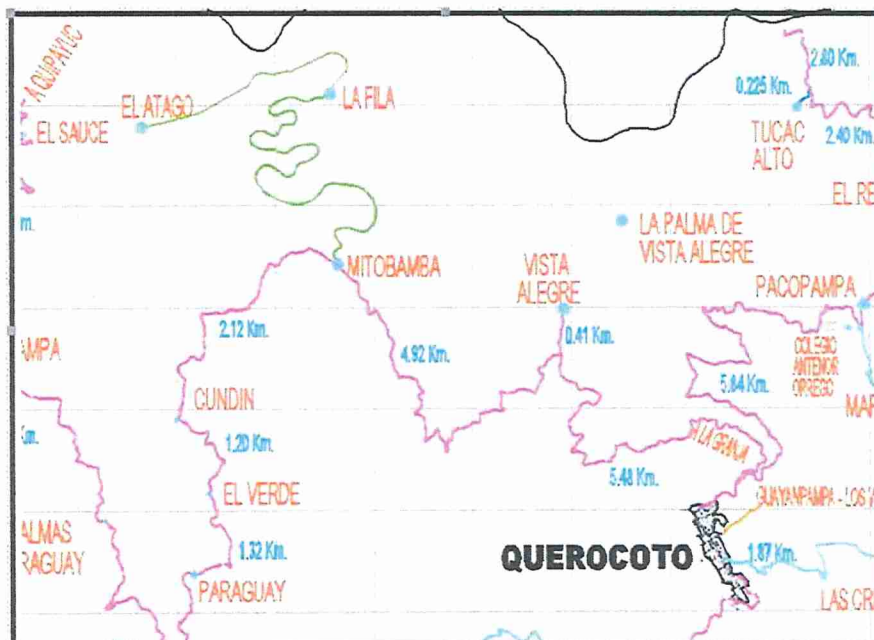 AQUIPAYUC
EL SAUCE
EL ATAGO
LA FILA
2.80 Km.
0.225 Km.
TUCAC
ALTO
2.40 Km.
EL RE
m.
LA PALMA DE
VISTA ALEGRE
MITOBAMBA
VISTA
ALEGRE
PACOPAMPA
2.12 Km.
0.41 Km.
4.92 Km.
COLEGIO
ANTENOR
ORREGO
AMPA
5.64 Km.
CUNDIN
MAR
A LA GRANJA
Km.
1.20 Km.
5.48 Km.
EL VERDE
GUAYANPAMPA - LOS
ALMAS
RAGUAY
1.32 Km.
QUEROCOTO
1.87 Km.
PARAGUAY
LAS CR